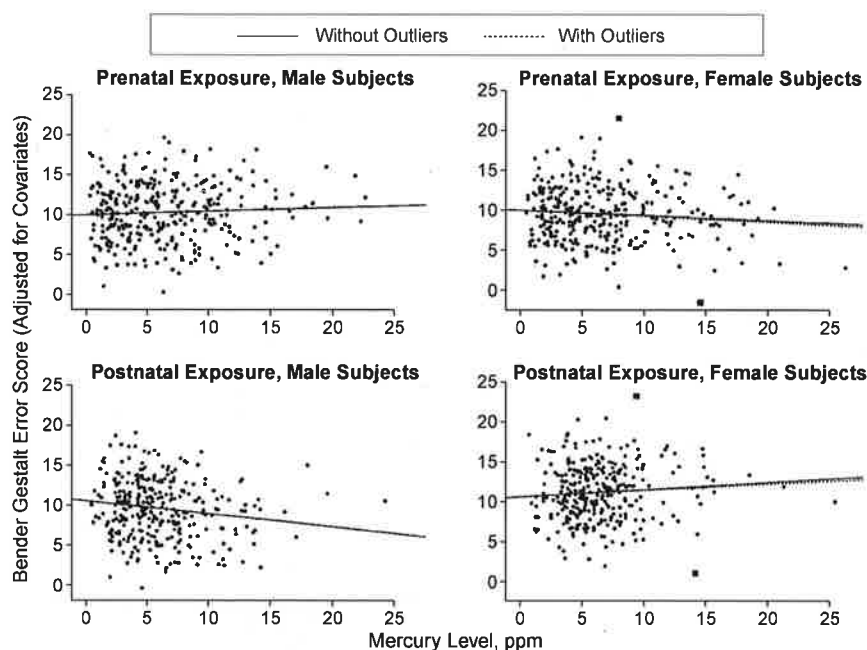 Without Outliers With Outliers
Prenatal Exposure, Male Subjects
25
20
15
10
5
0
0 5 10 15 20 25
Prenatal Exposure, Female Subjects
25
20
15
10
5
0
0 5 10 15 20 25
Postnatal Exposure, Male Subjects
25
20
15
10
5
0
0 5 10 15 20 25
Postnatal Exposure, Female Subjects
25
20
15
10
5
0
0 5 10 15 20 25
Bender Gestalt Error Score (Adjusted for Covariates)
Mercury Level, ppm